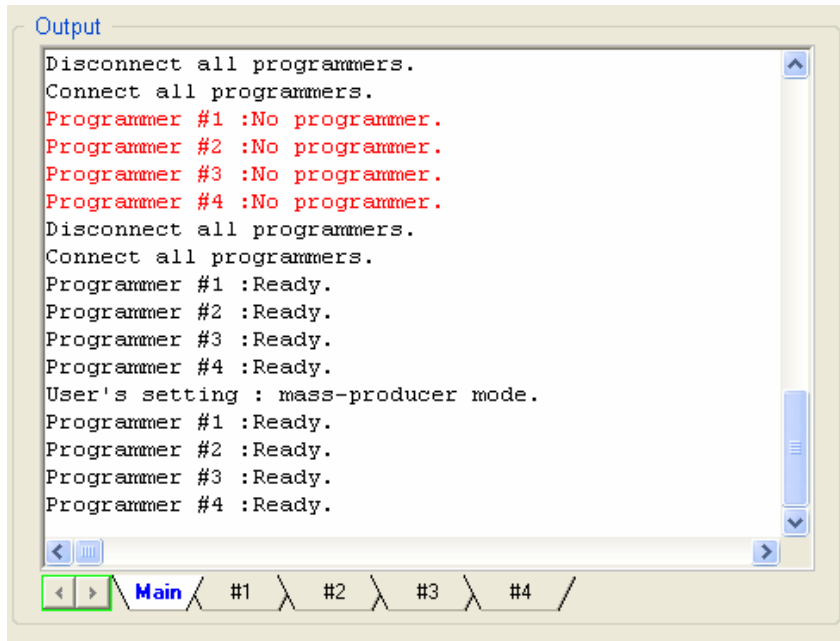 Output
Disconnect all programmers.
Connect all programmers.
Programmer #1 :No programmer.
Programmer #2 :No programmer.
Programmer #3 :No programmer.
Programmer #4 :No programmer.
Disconnect all programmers.
Connect all programmers.
Programmer #1 :Ready.
Programmer #2 :Ready.
Programmer #3 :Ready.
Programmer #4 :Ready.
User's setting : mass-producer mode.
Programmer #1 :Ready.
Programmer #2 :Ready.
Programmer #3 :Ready.
Programmer #4 :Ready.
Main #1 #2 #3 #4